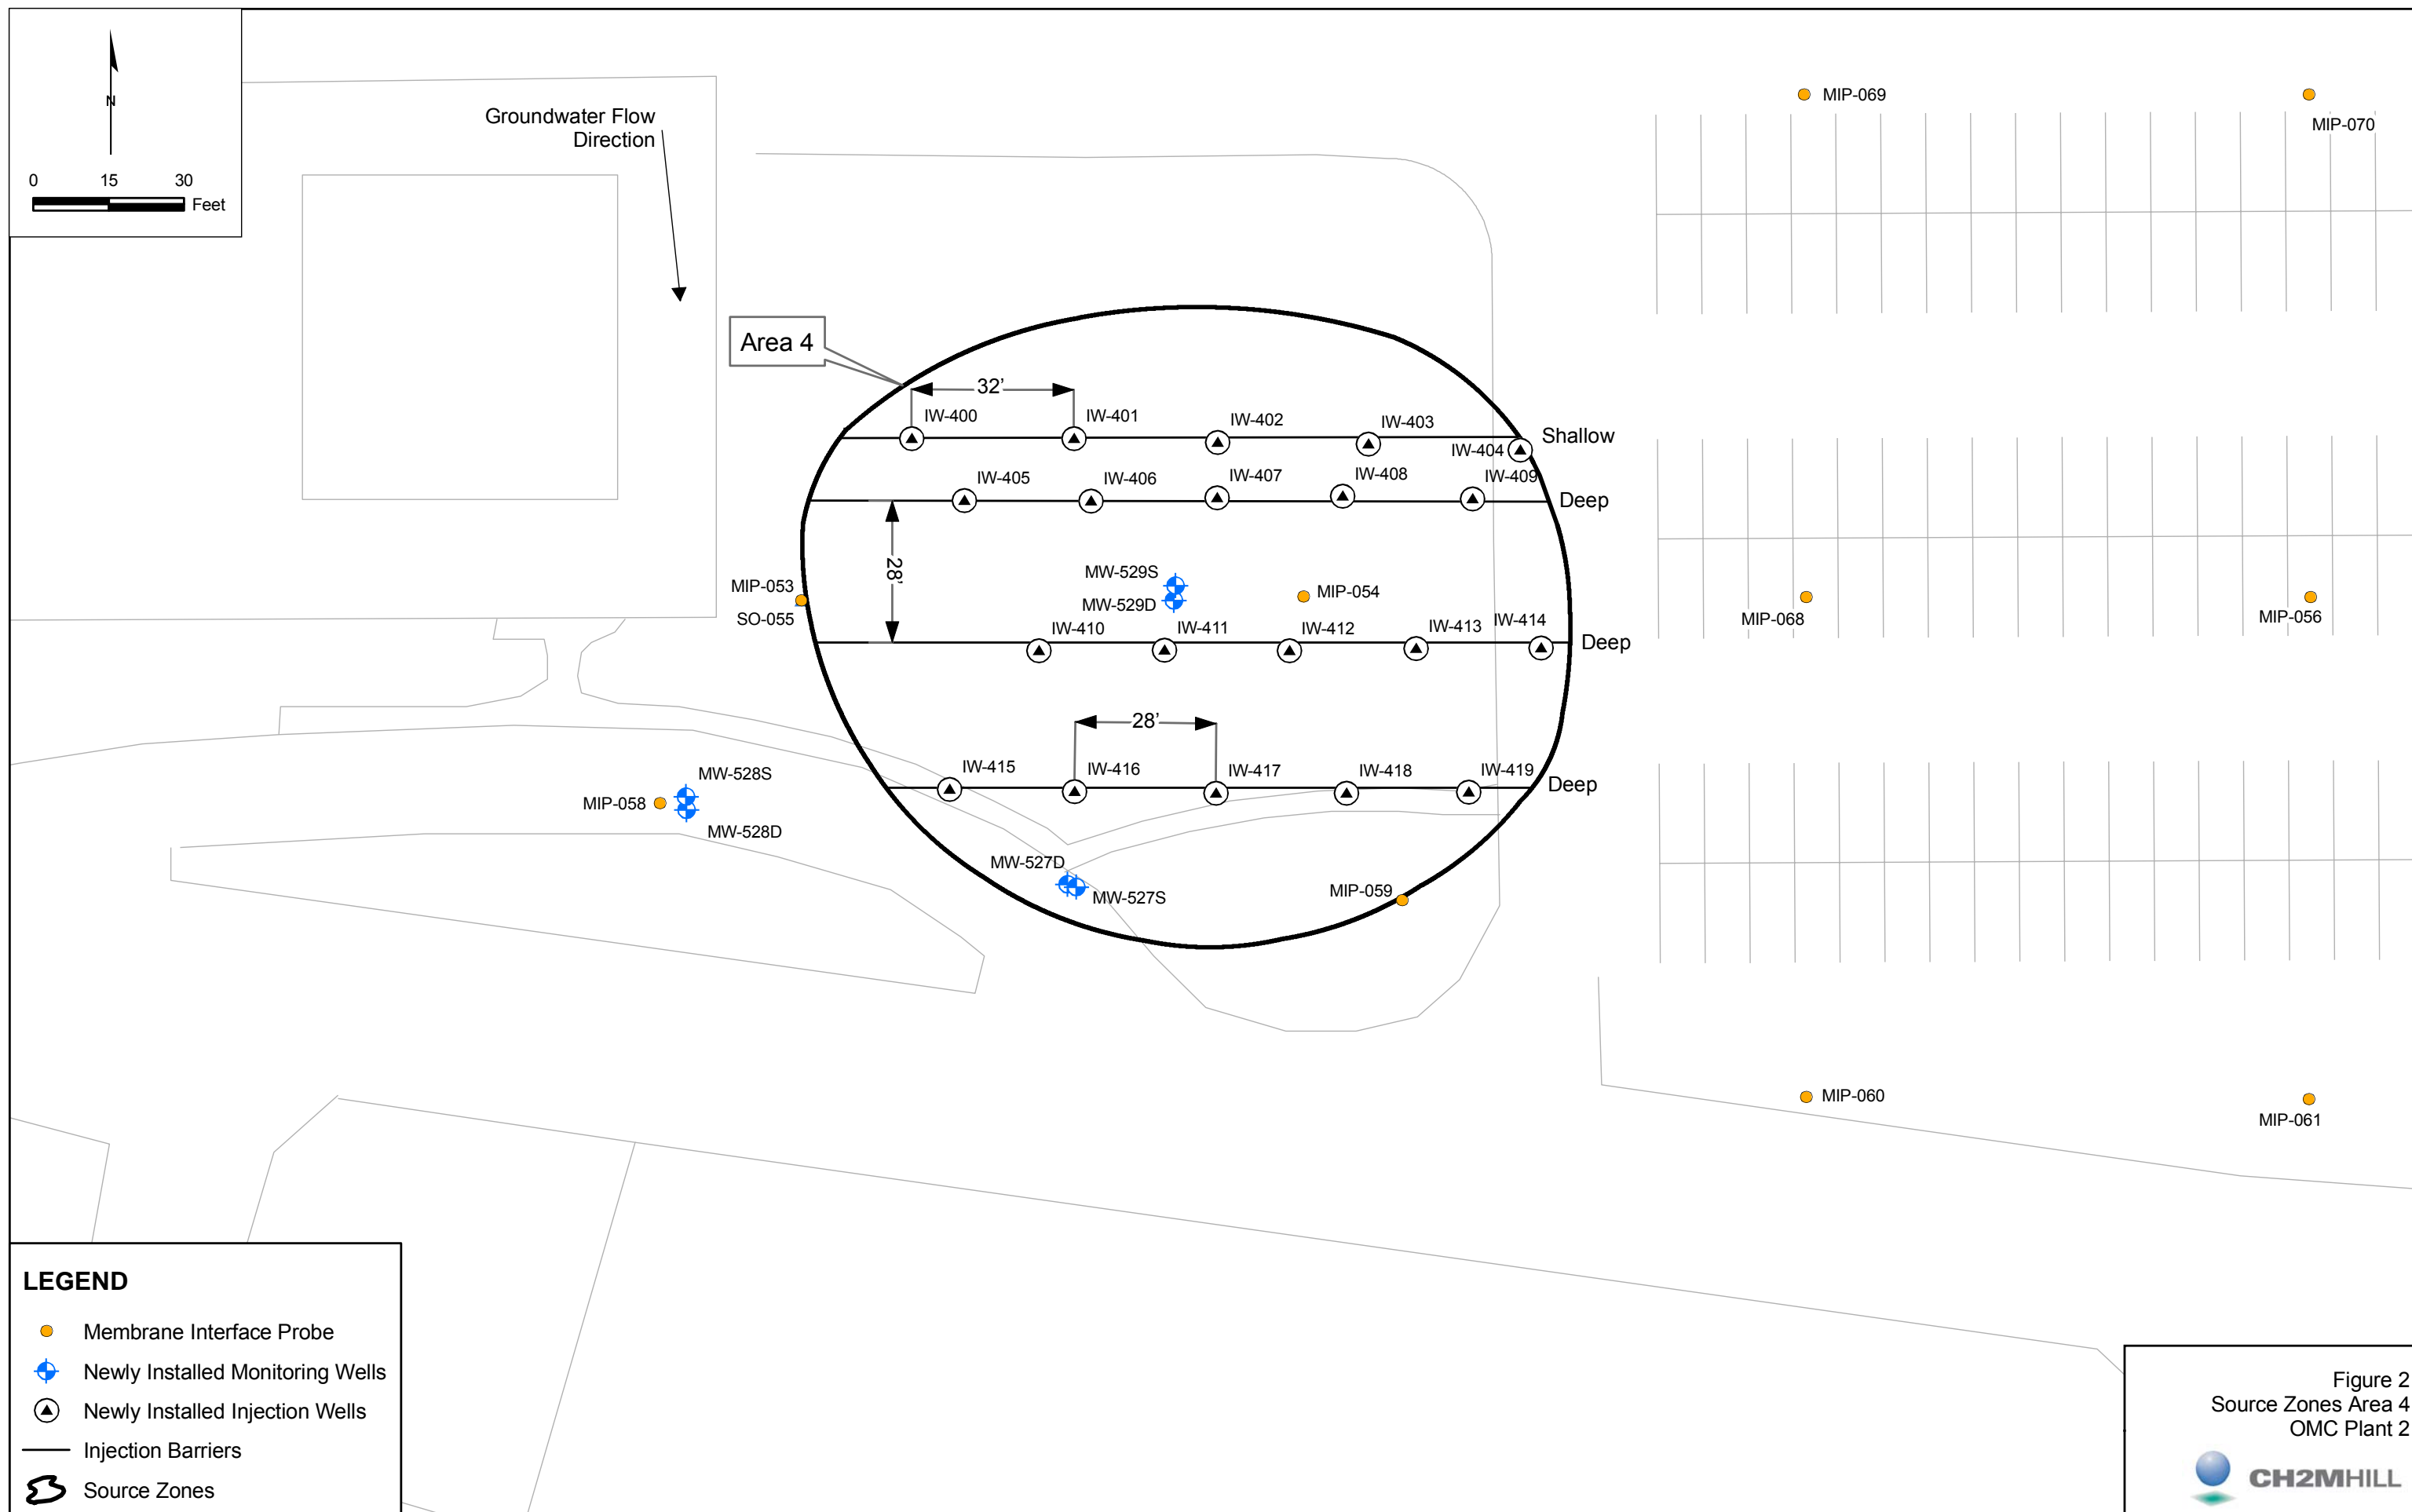 N
0 15 30
Feet
Groundwater Flow
Direction
MIP-069
MIP-070
Area 4
32'
IW-400
IW-401
IW-402
IW-403
IW-404
Shallow
IW-405
IW-406
IW-407
IW-408
IW-409
Deep
28'
MIP-053
SO-055
MW-529S
MW-529D
MIP-054
MIP-068
MIP-056
IW-410
IW-411
IW-412
IW-413
IW-414
Deep
28'
IW-415
IW-416
IW-417
IW-418
IW-419
Deep
MW-528S
MIP-058
MW-528D
MW-527D
MW-527S
MIP-059
MIP-060
MIP-061
LEGEND
Membrane Interface Probe
Newly Installed Monitoring Wells
Newly Installed Injection Wells
Injection Barriers
Source Zones
Figure 2
Source Zones Area 4
OMC Plant 2
CH2MHILL